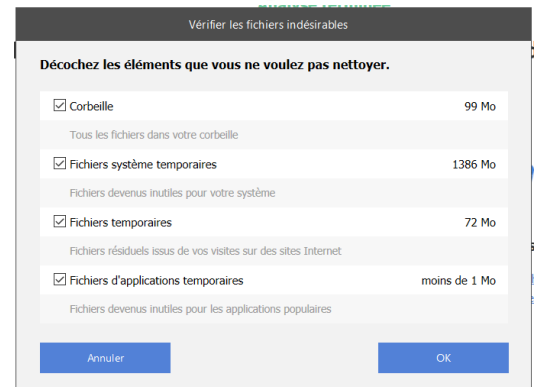 Vérifier les fichiers indésirables
Décochez les éléments que vous ne voulez pas nettoyer.
Corbeille 99 Mo
Tous les fichiers dans votre corbeille
Fichiers système temporaires 1386 Mo
Fichiers devenus inutiles pour votre système
Fichiers temporaires 72 Mo
Fichiers résiduels issus de vos visites sur des sites Internet
Fichiers d'applications temporaires moins de 1 Mo
Fichiers devenus inutiles pour les applications populaires
Annuler OK